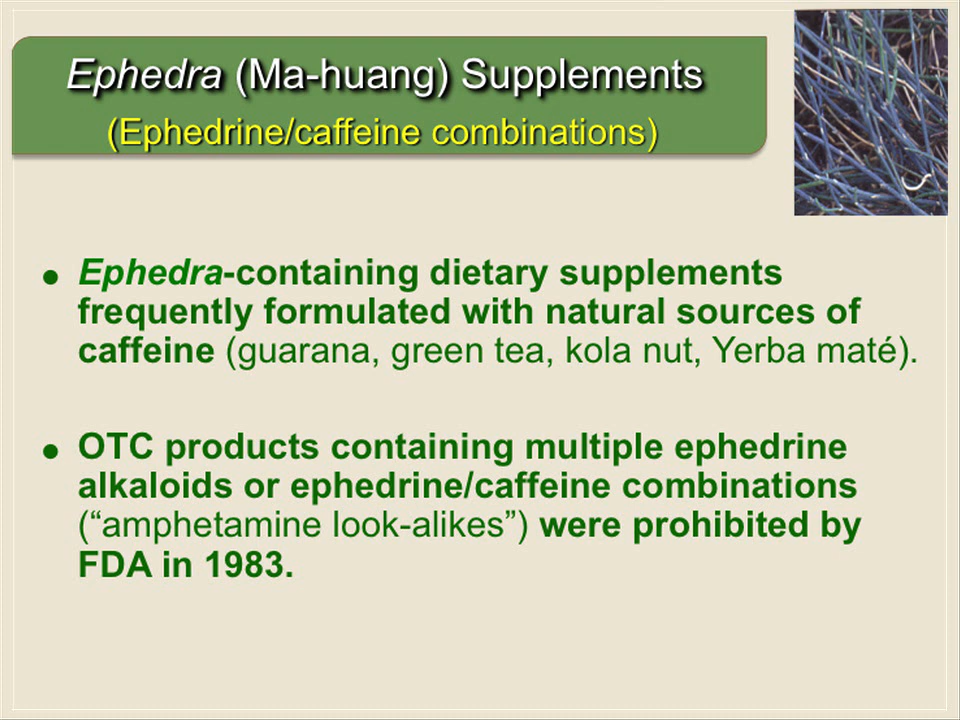 Ephedra (Ma-huang) Supplements
(Ephedrine/caffeine combinations)
● Ephedra-containing dietary supplements
frequently formulated with natural sources of
caffeine (guarana, green tea, kola nut, Yerba maté).
● OTC products containing multiple ephedrine
alkaloids or ephedrine/caffeine combinations
(“amphetamine look-alikes”) were prohibited by
FDA in 1983.